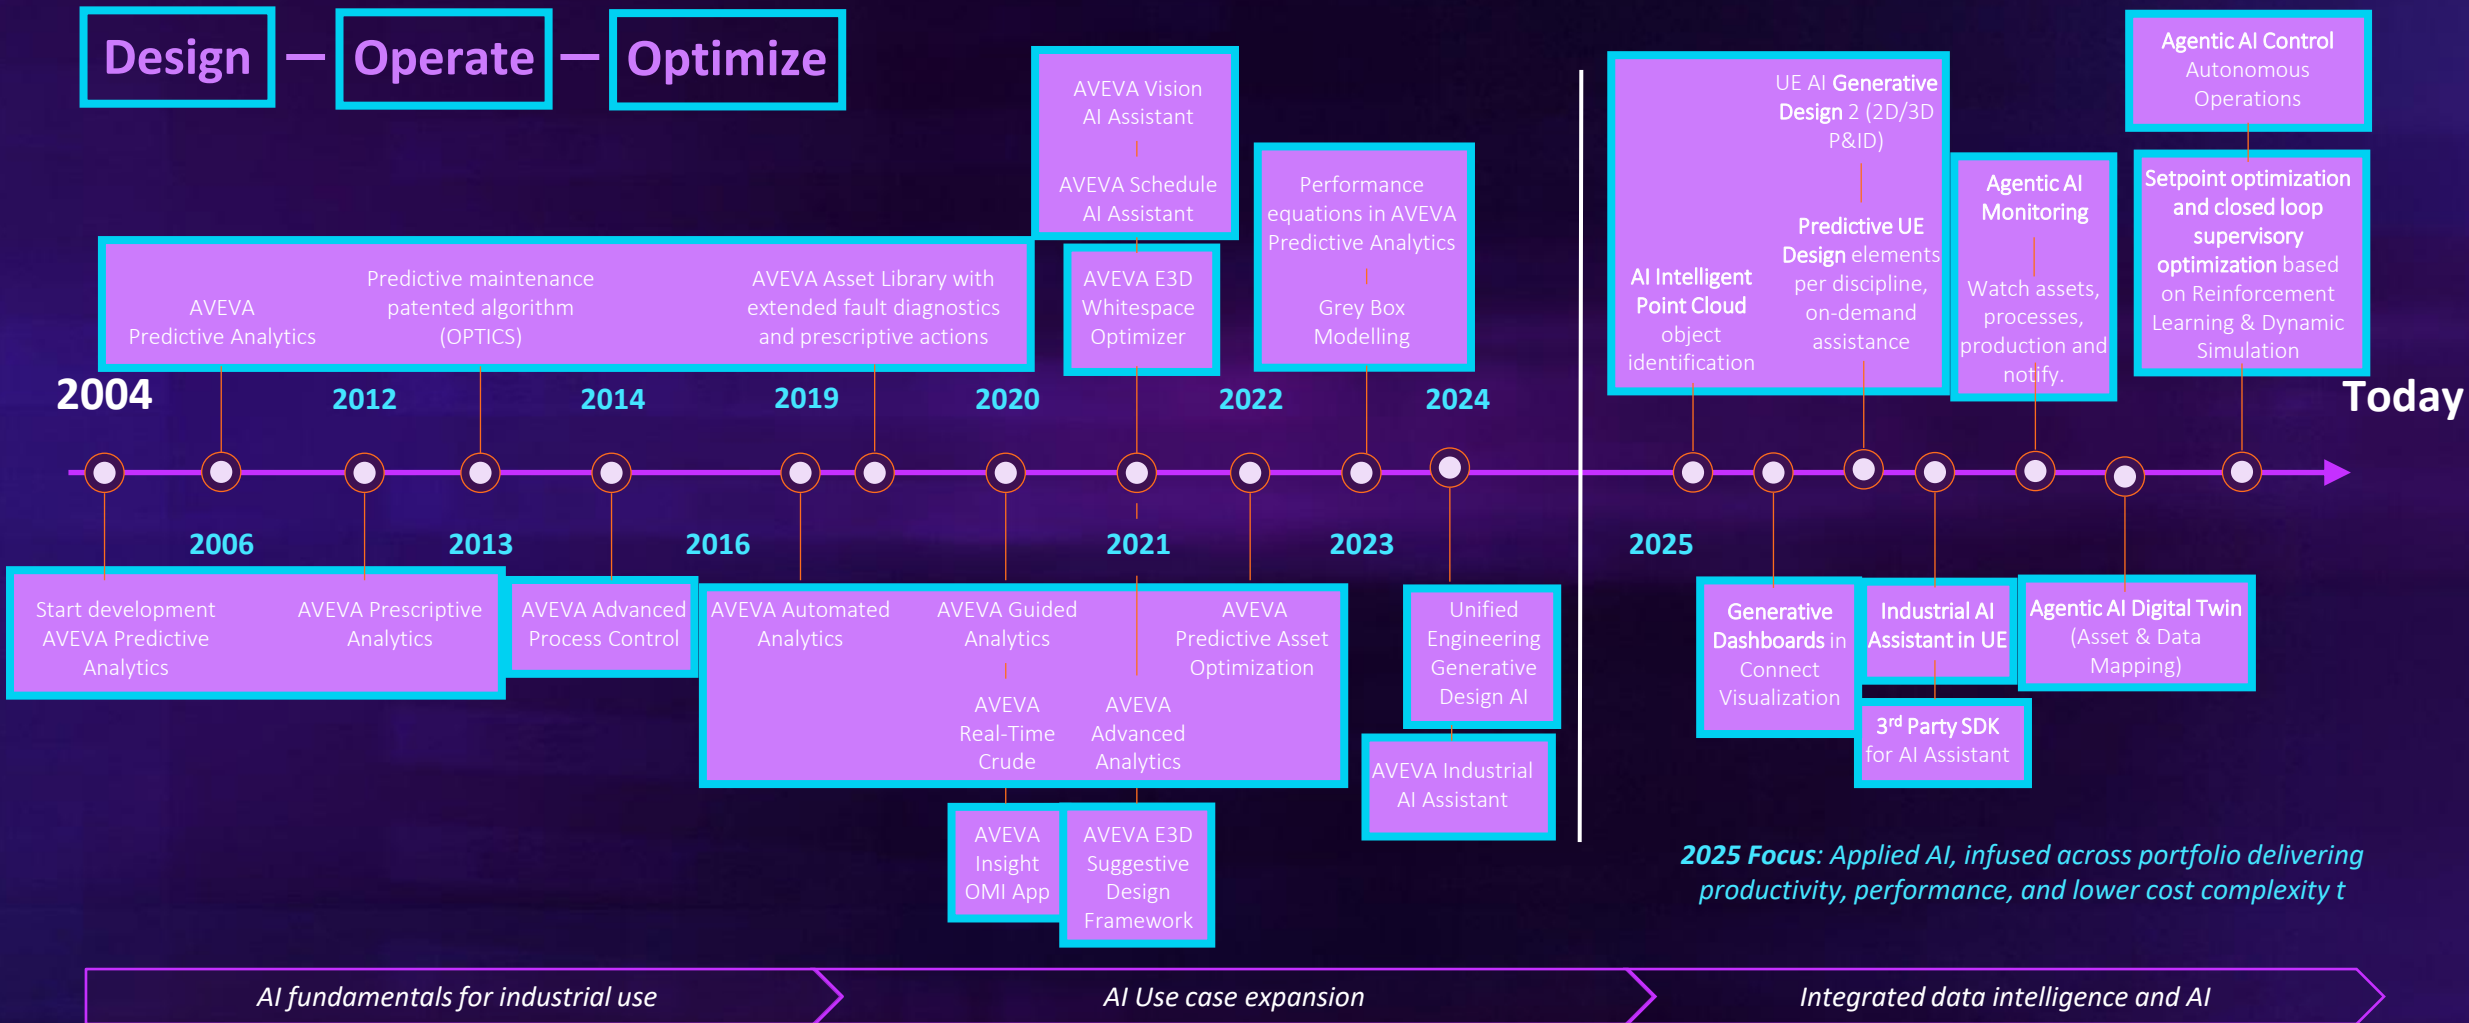 Design — Operate — Optimize
AVEVA
Predictive Analytics
Predictive maintenance
patented algorithm
(OPTICS)
AVEVA Asset Library with
extended fault diagnostics
and prescriptive actions
AVEVA Vision
AI Assistant
AVEVA Schedule
AI Assistant
AVEVA E3D
Whitespace
Optimizer
Performance
equations in AVEVA
Predictive Analytics
Grey Box
Modelling
AI Intelligent
Point Cloud
object
identification
UE AI Generative
Design 2 (2D/3D
P&ID)
Predictive UE
Design elements
per discipline,
on-demand
assistance
Agentic AI
Monitoring
Watch assets,
processes,
production and
notify.
Agentic AI Control
Autonomous
Operations
Setpoint optimization
and closed loop
supervisory
optimization based
on Reinforcement
Learning & Dynamic
Simulation
2004
2012
2014
2019
2020
2022
2024
Today
2006
2013
2016
2021
2023
2025
Start development
AVEVA Predictive
Analytics
AVEVA Prescriptive
Analytics
AVEVA Advanced
Process Control
AVEVA Automated
Analytics
AVEVA Guided
Analytics
AVEVA
Real-Time
Crude
AVEVA
Insight
OMI App
AVEVA
Advanced
Analytics
AVEVA E3D
Suggestive
Design
Framework
AVEVA
Predictive Asset
Optimization
Unified
Engineering
Generative
Design AI
AVEVA Industrial
AI Assistant
Generative
Dashboards in
Connect
Visualization
Industrial AI
Assistant in UE
3rd Party SDK
for AI Assistant
Agentic AI Digital Twin
(Asset & Data
Mapping)
2025 Focus: Applied AI, infused across portfolio delivering
productivity, performance, and lower cost complexity t
AI fundamentals for industrial use
AI Use case expansion
Integrated data intelligence and AI